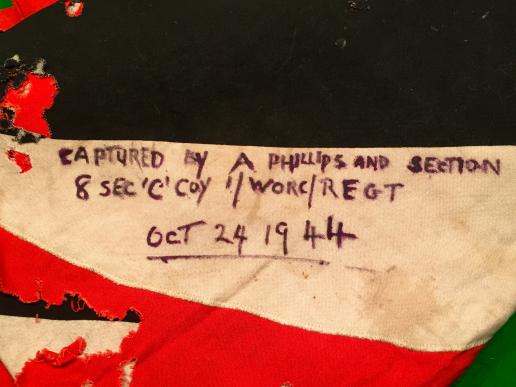 CAPTURED BY A PHILLIPS AND SECTION
8 SEC 'C' COY 1/WORC/REGT
OCT 24 1944